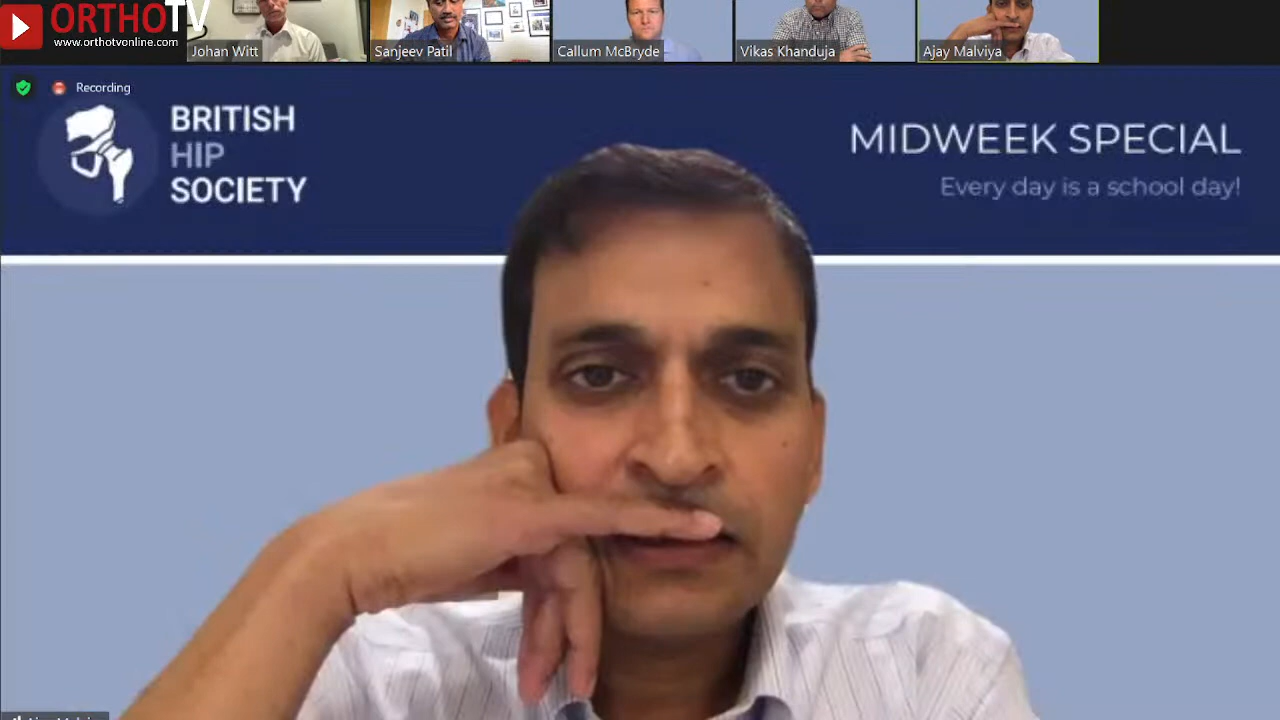 ORTHOTV
www.orthotvonline.com
Johan Witt
Sanjeev Patil
Callum McBryde
Vikas Khanduja
Ajay Malviya
Recording
BRITISH
HIP
SOCIETY
MIDWEEK SPECIAL
Every day is a school day!